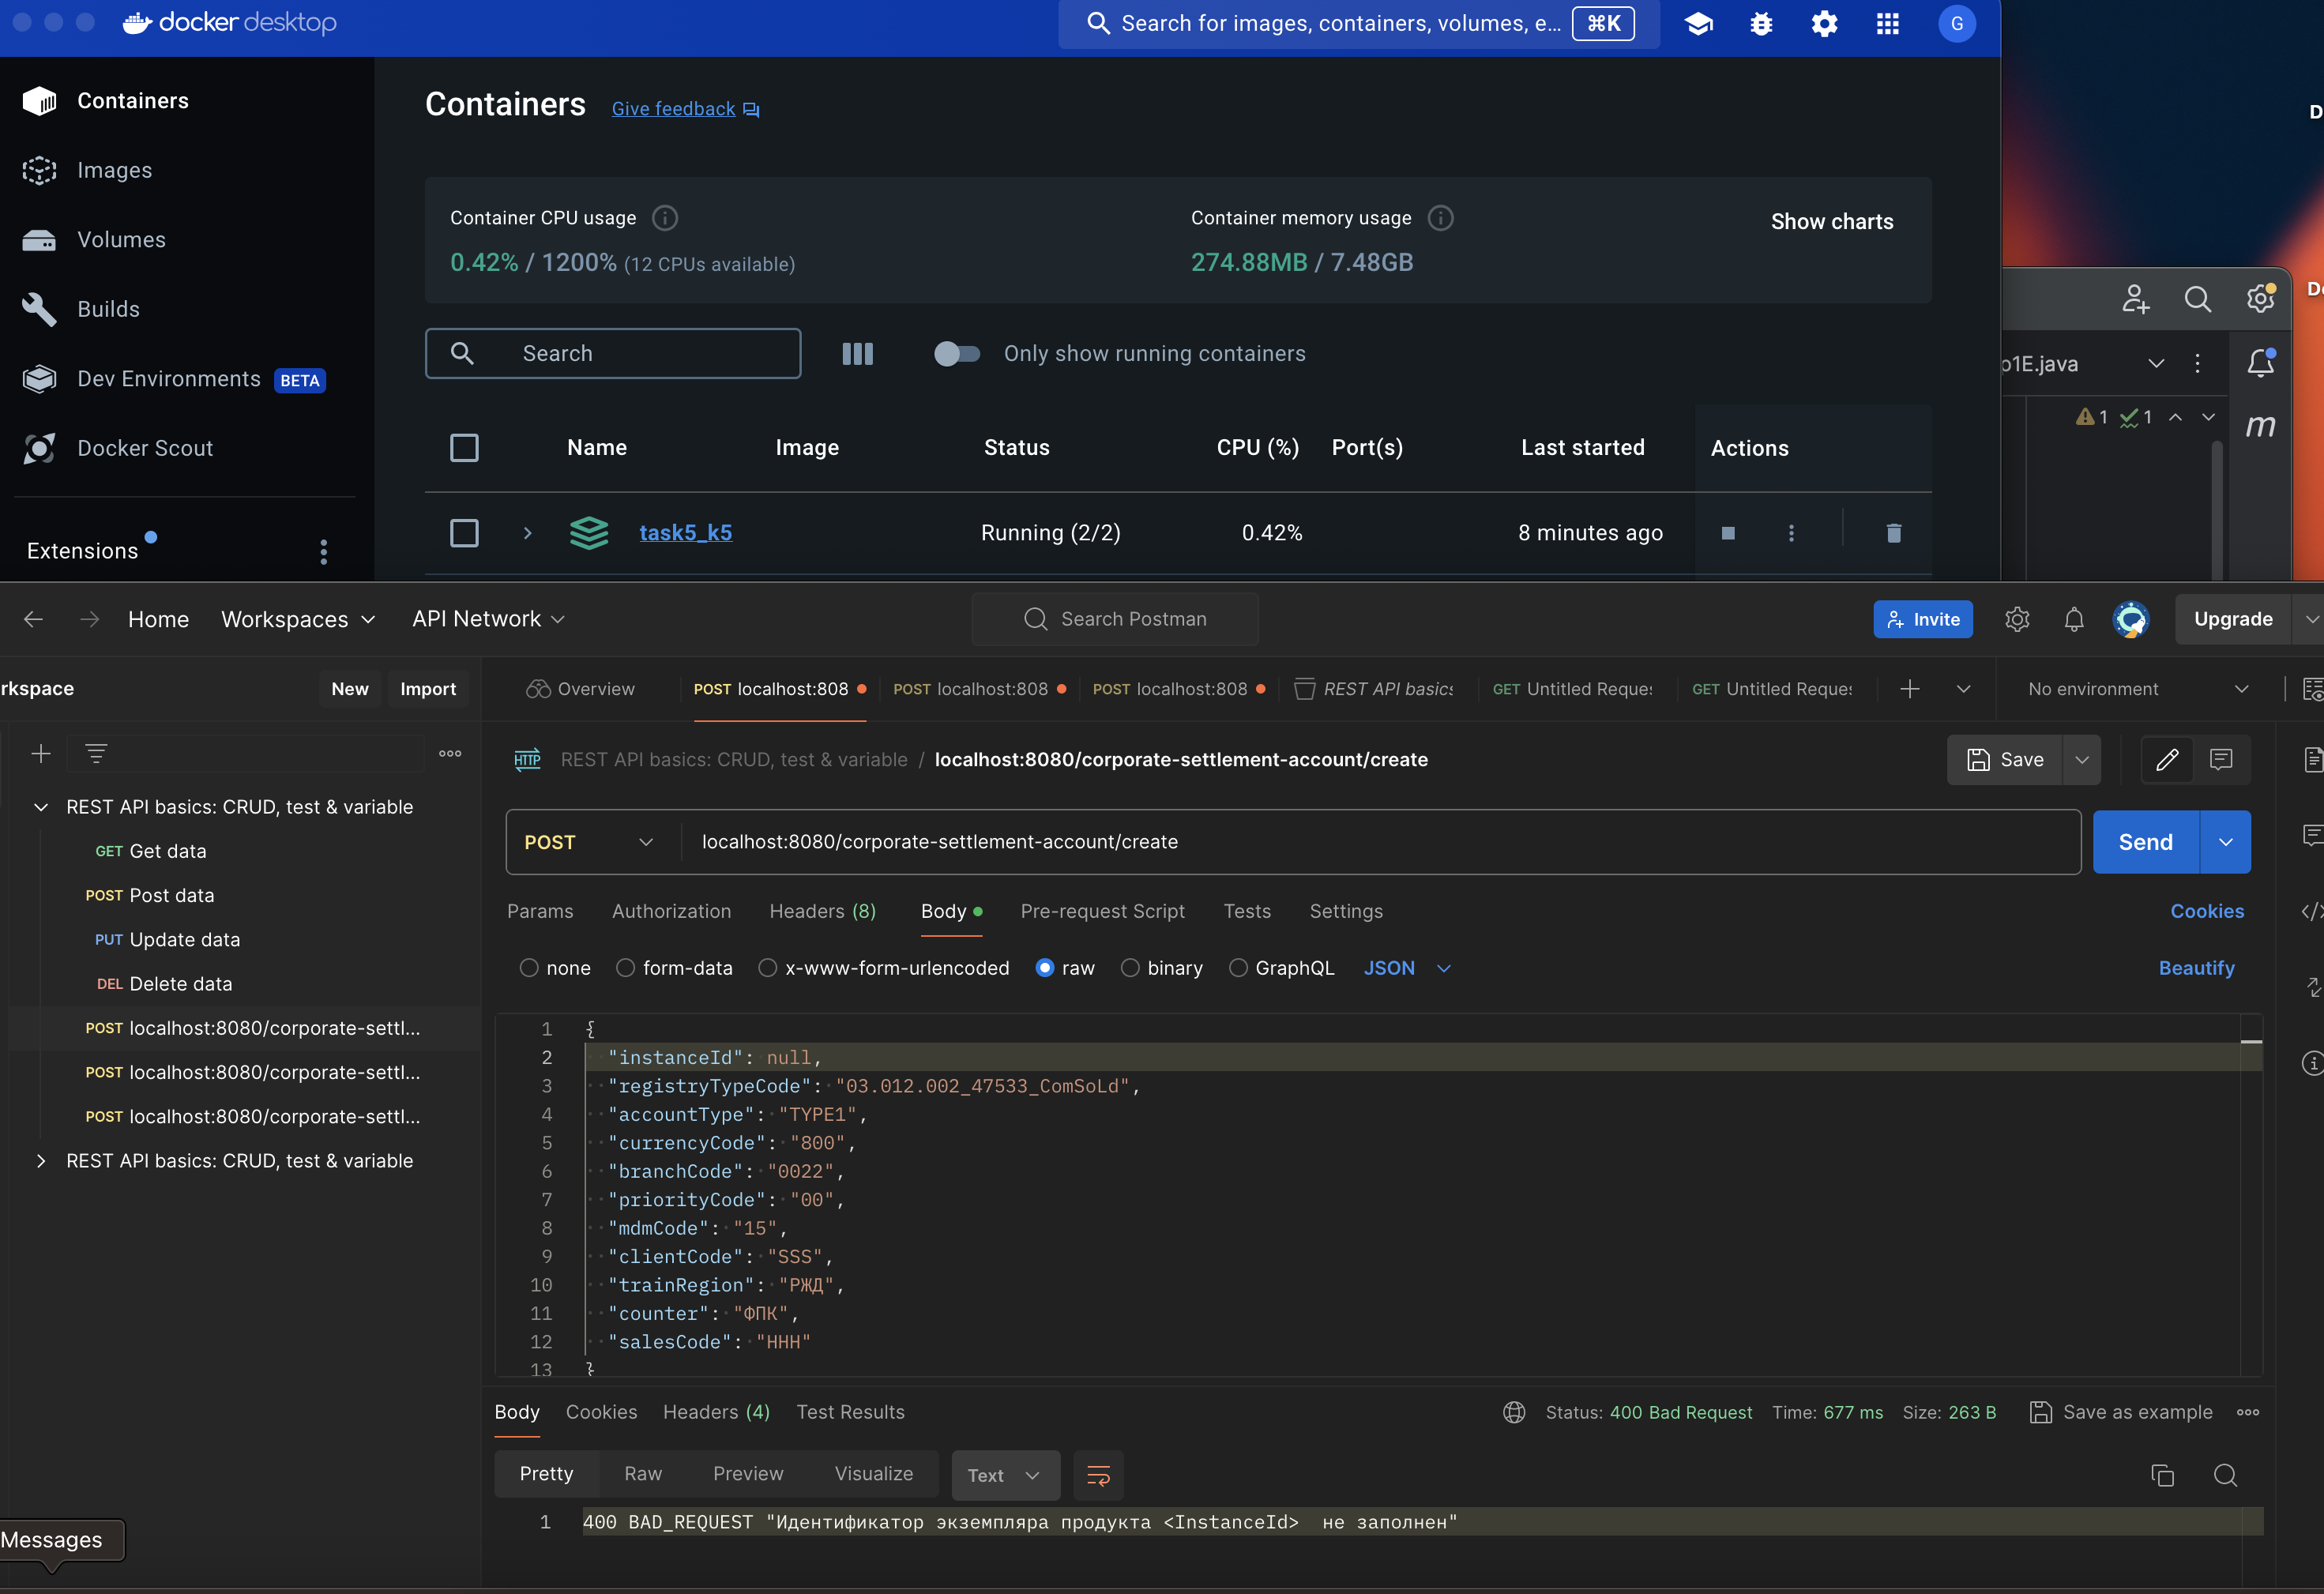 docker desktop
Search for images, containers, volumes, e...
⌘K
G
Containers
Images
Volumes
Builds
Dev Environments BETA
Docker Scout
Extensions
Containers Give feedback
Container CPU usage
0.42% / 1200% (12 CPUs available)
Container memory usage
274.88MB / 7.48GB
Show charts
Search
Only show running containers
Name Image Status CPU (%) Port(s) Last started Actions
task5_k5 Running (2/2) 0.42% 8 minutes ago
p1E.java
1 1
m
Home Workspaces API Network
Search Postman
Invite
Upgrade
rkspace
New Import
Overview
POST localhost:808
POST localhost:808
POST localhost:808
REST API basics
GET Untitled Reques
GET Untitled Reques
No environment
REST API basics: CRUD, test & variable
GET Get data
POST Post data
PUT Update data
DEL Delete data
POST localhost:8080/corporate-settl...
POST localhost:8080/corporate-settl...
POST localhost:8080/corporate-settl...
REST API basics: CRUD, test & variable
HTTP REST API basics: CRUD, test & variable / localhost:8080/corporate-settlement-account/create
Save
POST localhost:8080/corporate-settlement-account/create
Send
Params Authorization Headers (8) Body Pre-request Script Tests Settings
Cookies
none form-data x-www-form-urlencoded raw binary GraphQL JSON
Beautify
1 {
2 "instanceId": null,
3 "registryTypeCode": "03.012.002_47533_ComSoLd",
4 "accountType": "TYPE1",
5 "currencyCode": "800",
6 "branchCode": "0022",
7 "priorityCode": "00",
8 "mdmCode": "15",
9 "clientCode": "SSS",
10 "trainRegion": "РЖД",
11 "counter": "ФПК",
12 "salesCode": "ННН"
13 }
Body Cookies Headers (4) Test Results
Status: 400 Bad Request Time: 677 ms Size: 263 B
Save as example
Pretty Raw Preview Visualize Text
1 400 BAD_REQUEST "Идентификатор экземпляра продукта <InstanceId>  не заполнен"
Messages